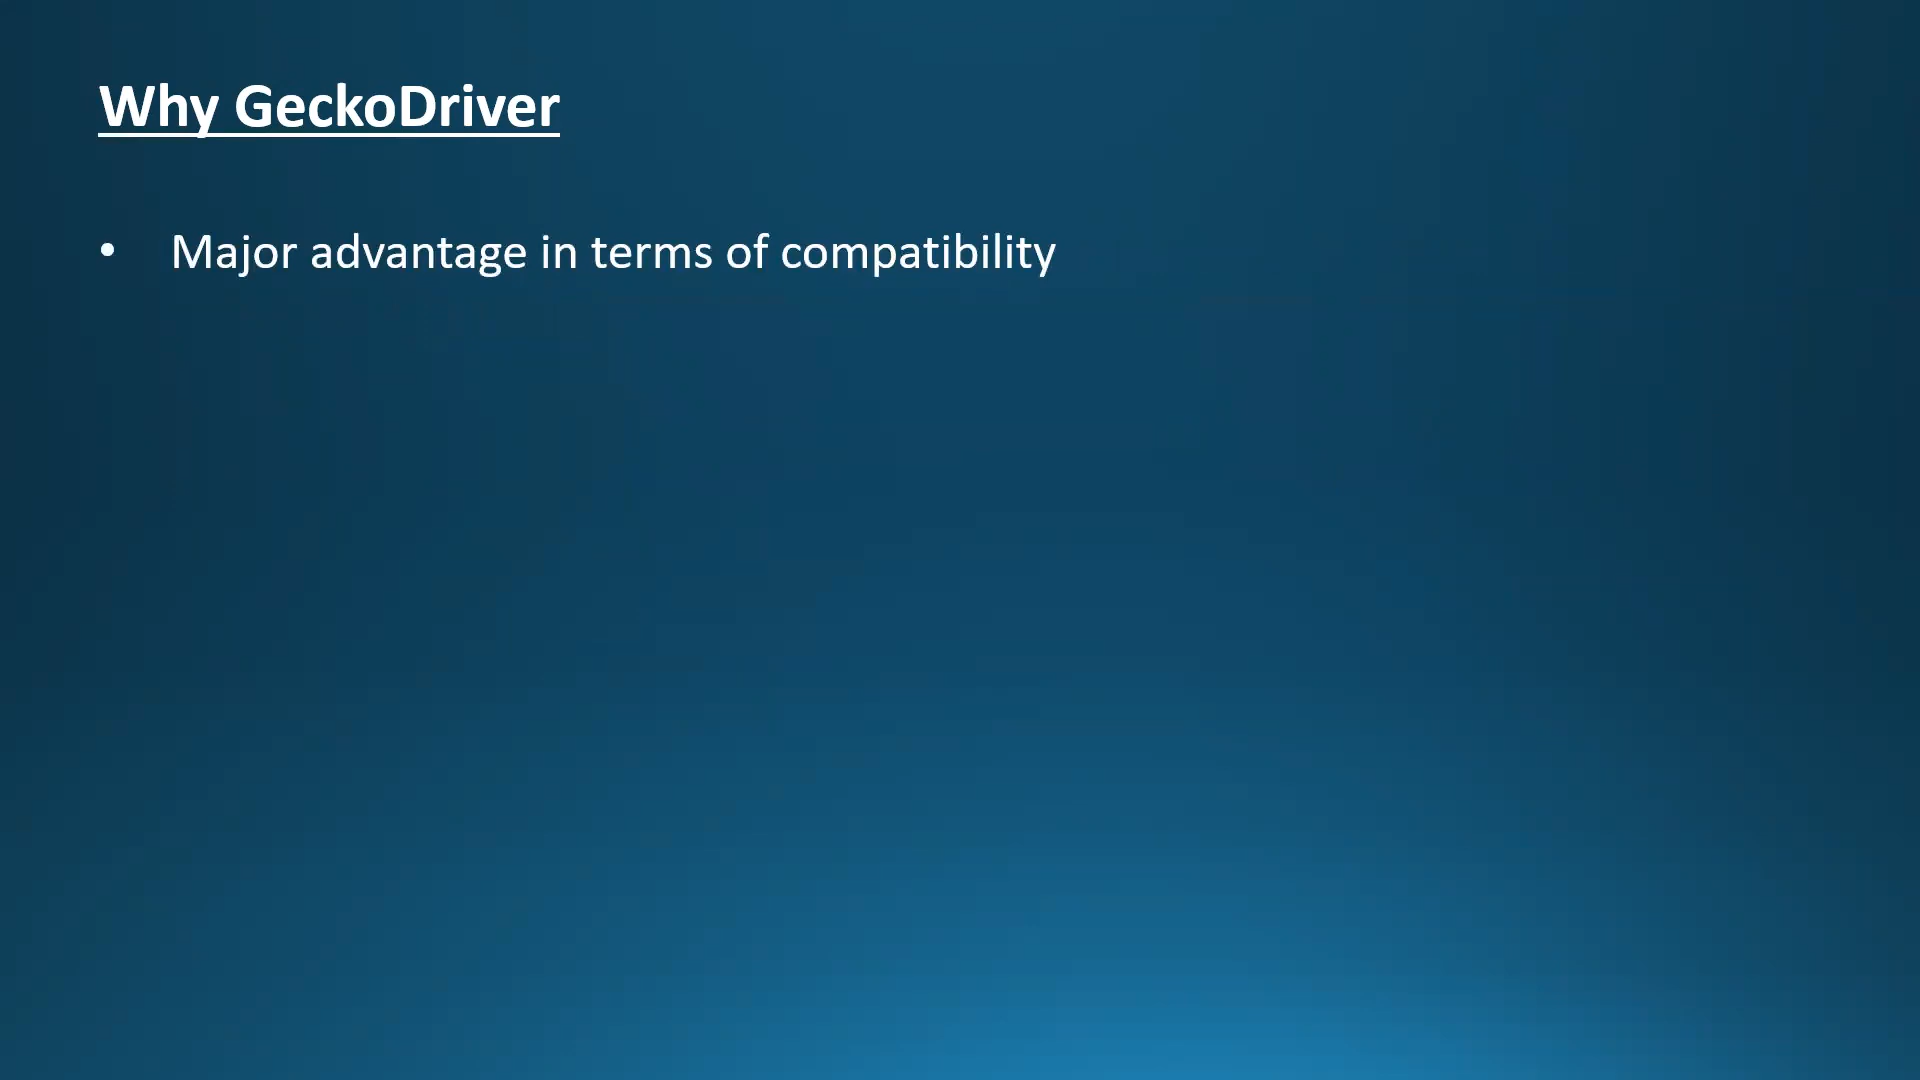 Why GeckoDriver
• Major advantage in terms of compatibility